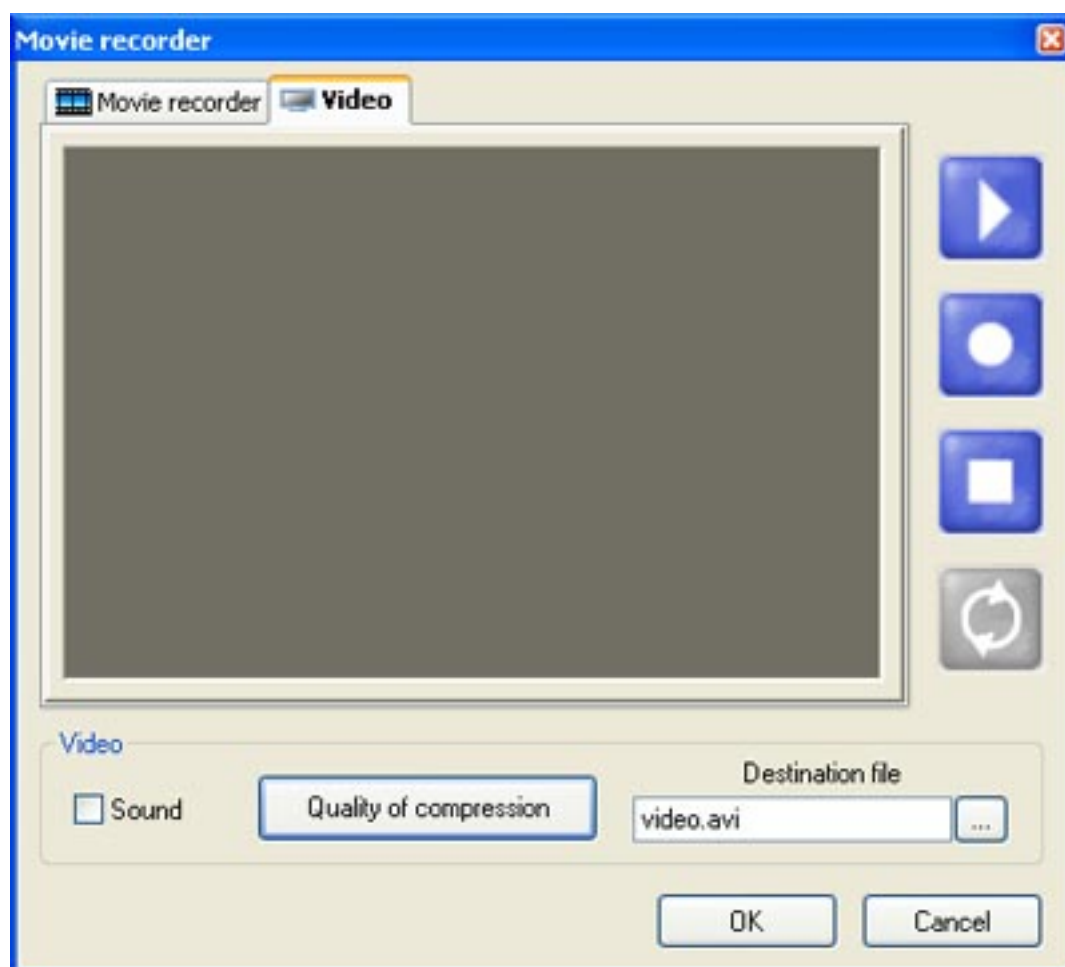 Movie recorder
Movie recorder Video
Video
Destination file
Sound Quality of compression video.avi ...
OK Cancel